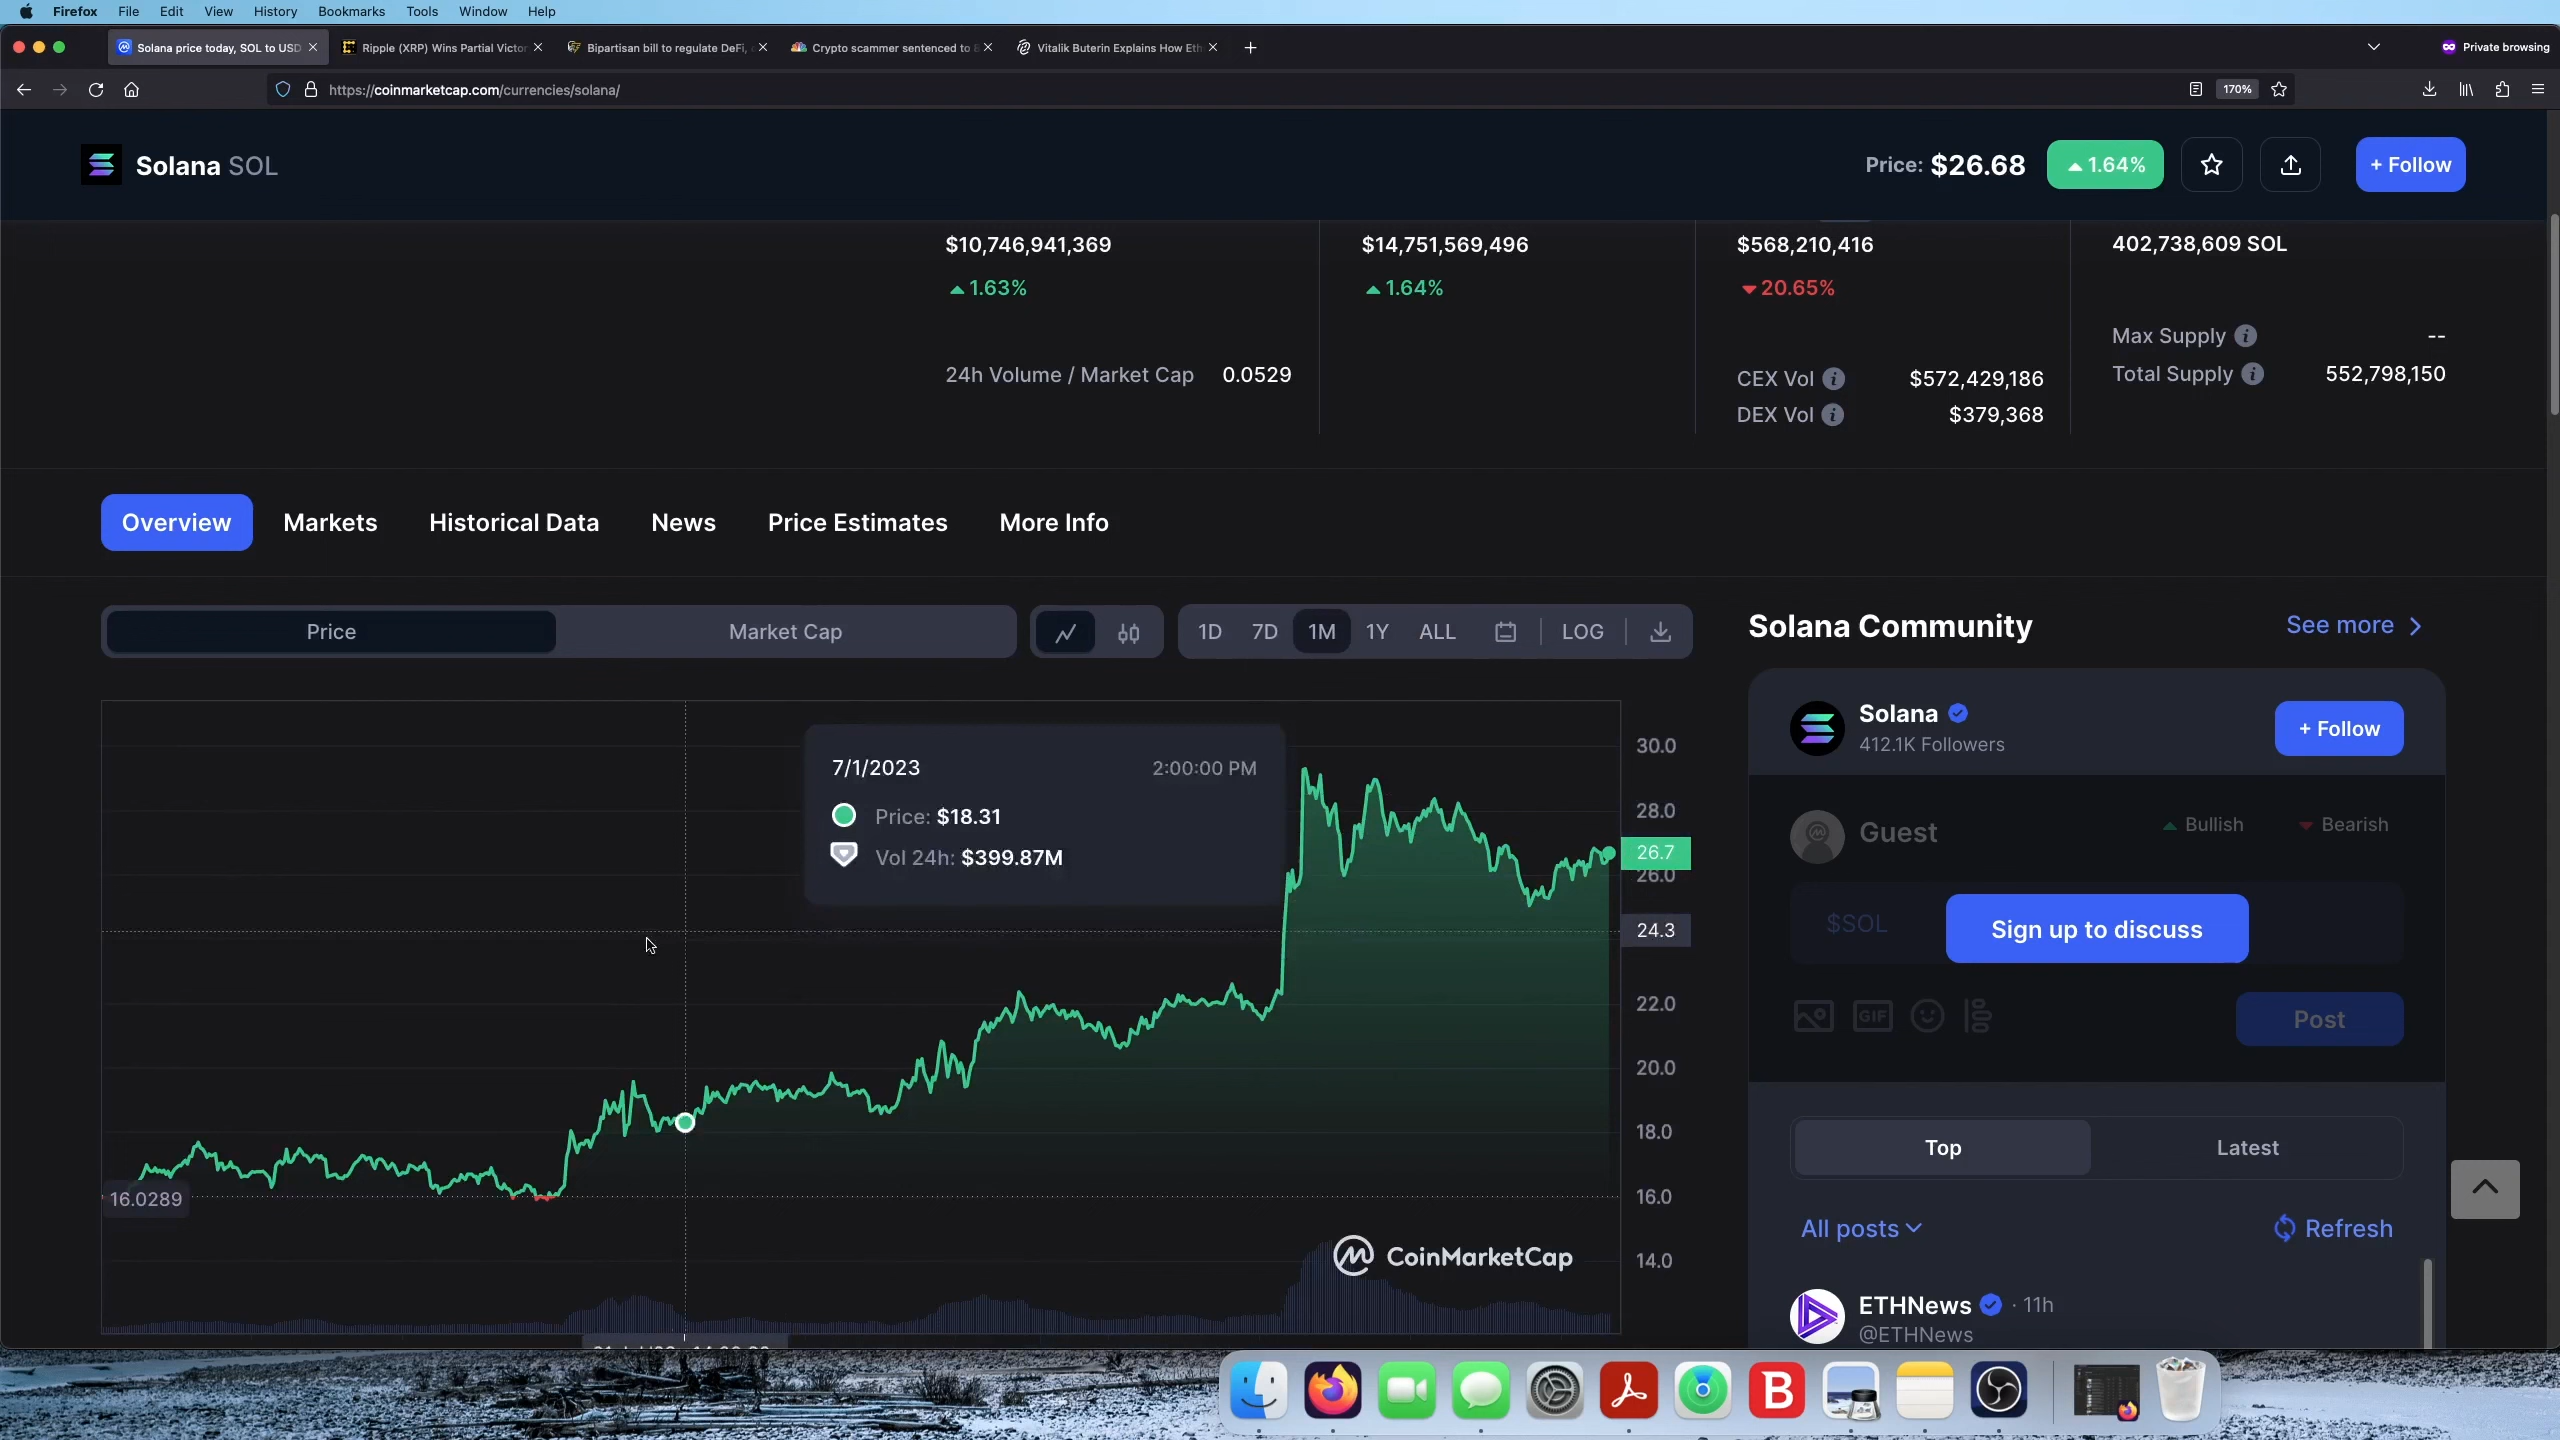 Firefox File Edit View History Bookmarks Tools Window Help
Solana price today, SOL to USD
Ripple (XRP) Wins Partial Victor
Bipartisan bill to regulate DeFi,
Crypto scammer sentenced to
Vitalik Buterin Explains How Eth
Private browsing
https://coinmarketcap.com/currencies/solana/
170%
Solana SOL
Price: $26.68
1.64%
+ Follow
$10,746,941,369
$14,751,569,496
$568,210,416
402,738,609 SOL
1.63%
1.64%
20.65%
Max Supply --
24h Volume / Market Cap 0.0529
CEX Vol $572,429,186
Total Supply 552,798,150
DEX Vol $379,368
Overview Markets Historical Data News Price Estimates More Info
Price Market Cap
1D 7D 1M 1Y ALL LOG
Solana Community
See more
7/1/2023 2:00:00 PM
Price: $18.31
Vol 24h: $399.87M
30.0
28.0
26.7
26.0
24.3
22.0
20.0
18.0
16.0
14.0
16.0289
CoinMarketCap
Solana
412.1K Followers
+ Follow
Guest
Bullish
Bearish
$SOL
Sign up to discuss
GIF
Post
Top
Latest
All posts
Refresh
ETHNews · 11h
@ETHNews